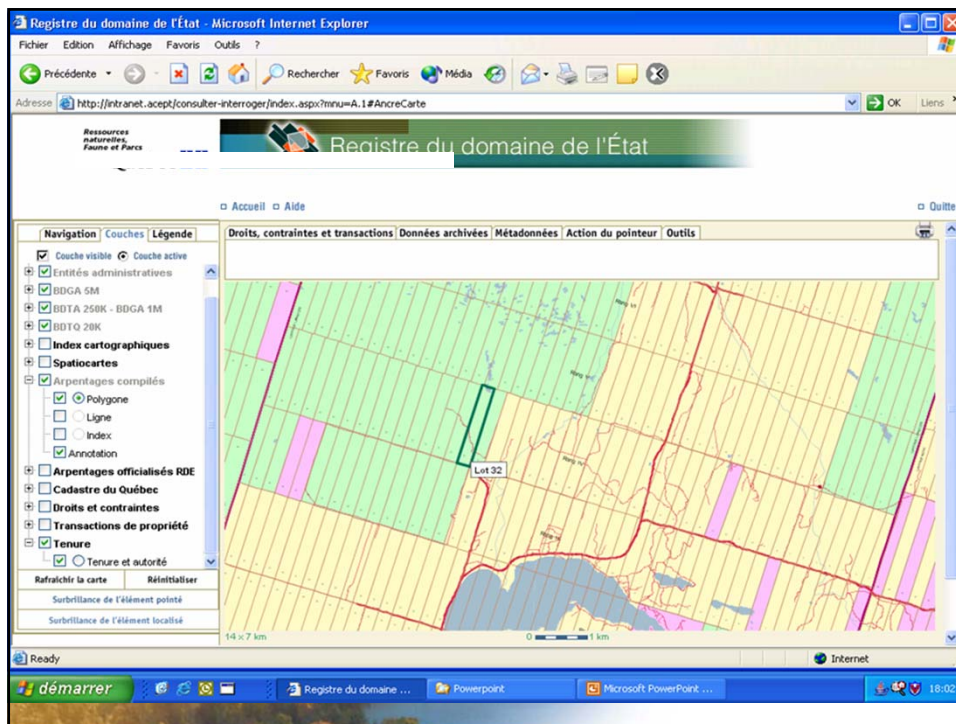 Registre du domaine de l'État - Microsoft Internet Explorer
Fichier Edition Affichage Favoris Outils ?
Précédente Rechercher Favoris Média
Adresse http://intranet.acept/consulter-interroger/index.aspx?mnu=A.1#AncreCarte OK Liens »
Ressources
naturelles,
Faune et Parcs
Registre du domaine de l'État
Accueil Aide Quitte
Navigation Couches Légende
Droits, contraintes et transactions Données archivées Métadonnées Action du pointeur Outils
Couche visible Couche active
Entités administratives
BDGA 5M
BDTA 250K - BDGA 1M
BDTQ 20K
Index cartographiques
Spatiocartes
Arpentages compilés
Polygone
Ligne
Index
Annotation
Arpentages officialisés RDE
Cadastre du Québec
Droits et contraintes
Transactions de propriété
Tenure
Tenure et autorité
Rafraîchir la carte Réinitialiser
Surbrillance de l'élément pointé
Surbrillance de l'élément localisé
Lot 32
14 x 7 km 0 1 km
Ready Internet
démarrer Registre du domaine ... Powerpoint Microsoft PowerPoint ... 18:02